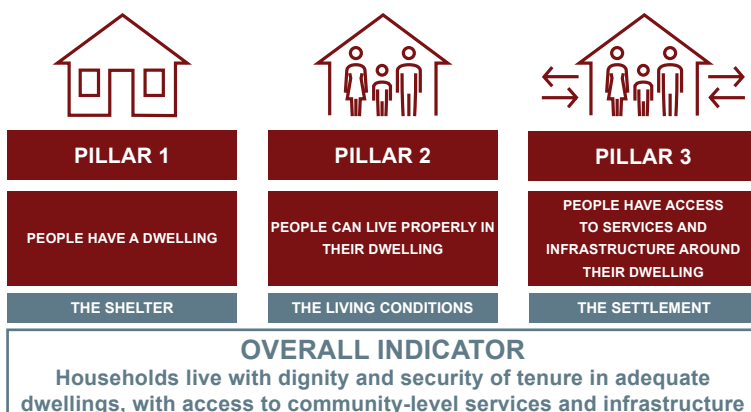 PILLAR 1
PILLAR 2
PILLAR 3
PEOPLE HAVE A DWELLING
PEOPLE CAN LIVE PROPERLY IN
THEIR DWELLING
PEOPLE HAVE ACCESS
TO SERVICES AND
INFRASTRUCTURE AROUND
THEIR DWELLING
THE SHELTER
THE LIVING CONDITIONS
THE SETTLEMENT
OVERALL INDICATOR
Households live with dignity and security of tenure in adequate
dwellings, with access to community-level services and infrastructure